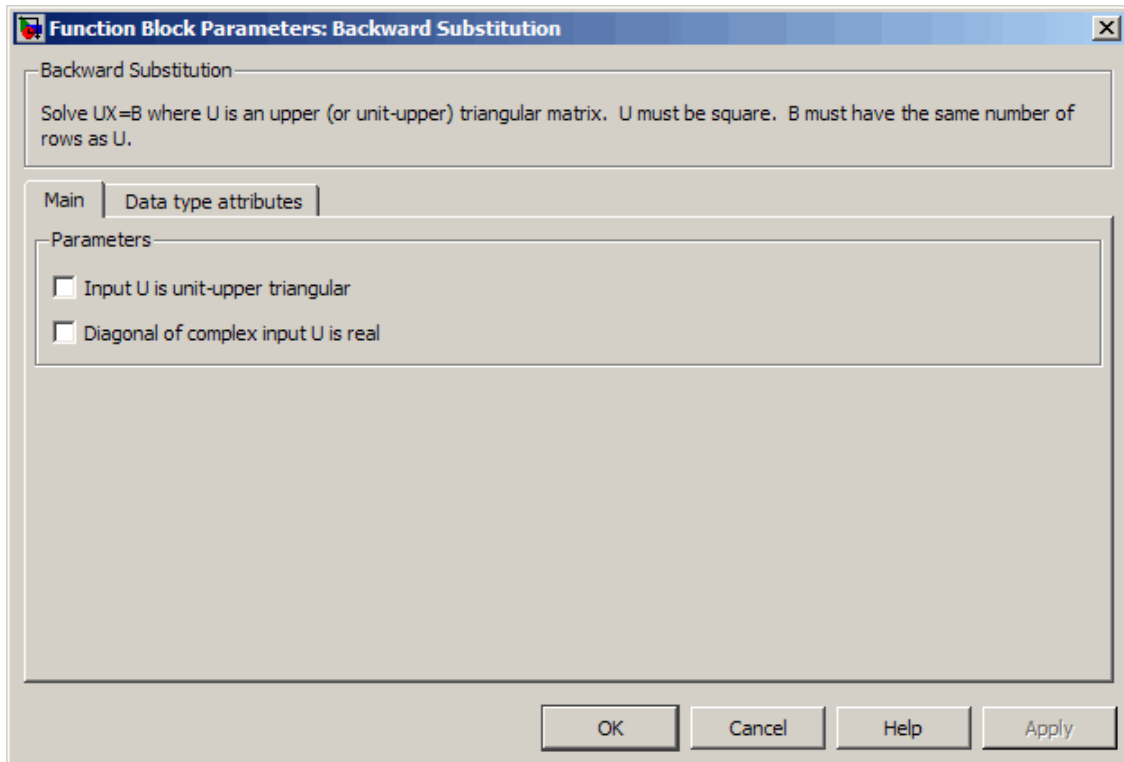 Function Block Parameters: Backward Substitution
Backward Substitution
Solve UX=B where U is an upper (or unit-upper) triangular matrix. U must be square. B must have the same number of
rows as U.
Main Data type attributes
Parameters
Input U is unit-upper triangular
Diagonal of complex input U is real
OK Cancel Help Apply